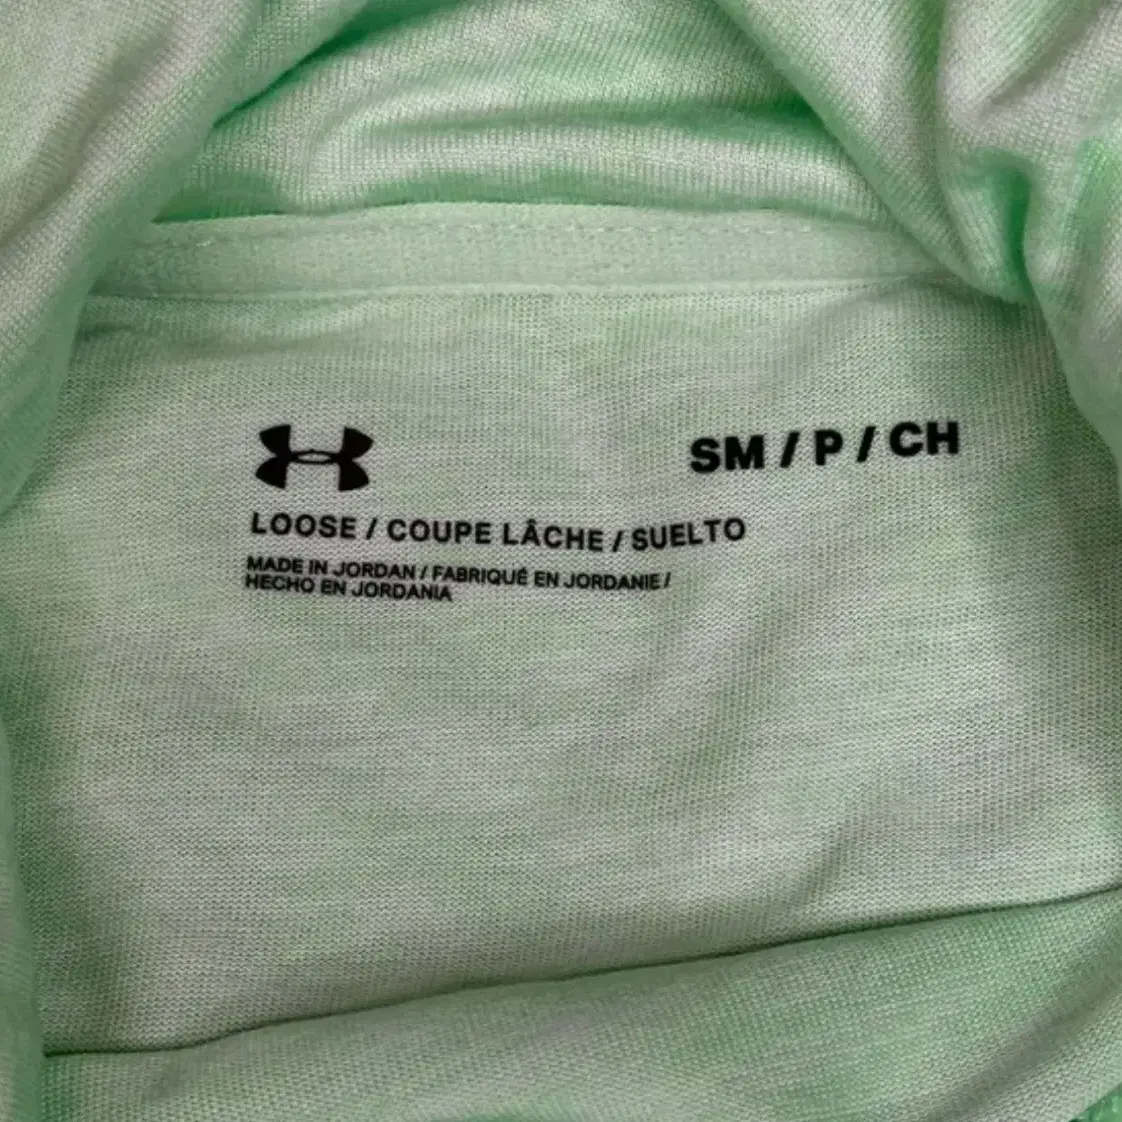 SM / P / CH
LOOSE / COUPE LÂCHE / SUELTO
MADE IN JORDAN / FABRIQUÉ EN JORDANIE /
HECHO EN JORDANIA